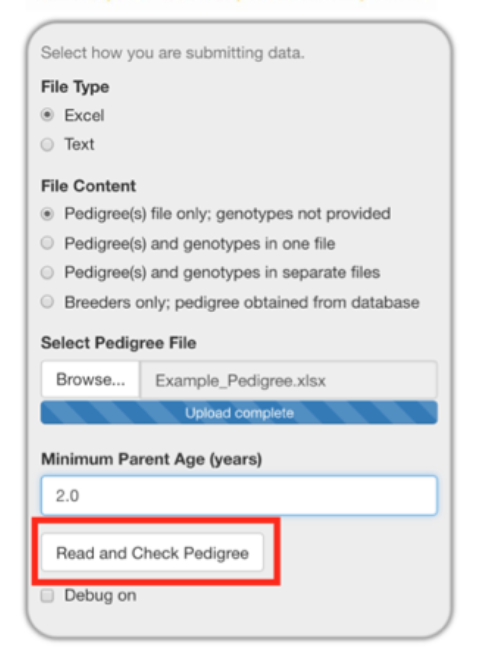 Select how you are submitting data.
File Type
Excel
Text
File Content
Pedigree(s) file only; genotypes not provided
Pedigree(s) and genotypes in one file
Pedigree(s) and genotypes in separate files
Breeders only; pedigree obtained from database
Select Pedigree File
Browse... Example_Pedigree.xlsx
Upload complete
Minimum Parent Age (years)
2.0
Read and Check Pedigree
Debug on